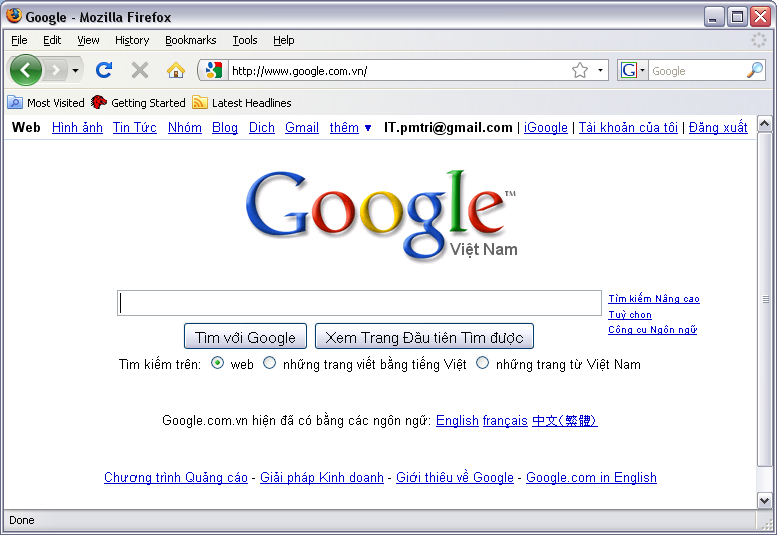 Google - Mozilla Firefox
File Edit View History Bookmarks Tools Help
http://www.google.com.vn/ G Google
Most Visited Getting Started Latest Headlines
Web Hình ảnh Tin Tức Nhóm Blog Dịch Gmail thêm ▼ IT.pmtri@gmail.com | iGoogle | Tài khoản của tôi | Đăng xuất
Google™
Việt Nam
Tìm kiếm Nâng cao
Tuỳ chọn
Công cụ Ngôn ngữ
Tìm với Google Xem Trang Đầu tiên Tìm được
Tìm kiếm trên: web những trang viết bằng tiếng Việt những trang từ Việt Nam
Google.com.vn hiện đã có bằng các ngôn ngữ: English français 中文(繁體)
Chương trình Quảng cáo - Giải pháp Kinh doanh - Giới thiệu về Google - Google.com in English
Done